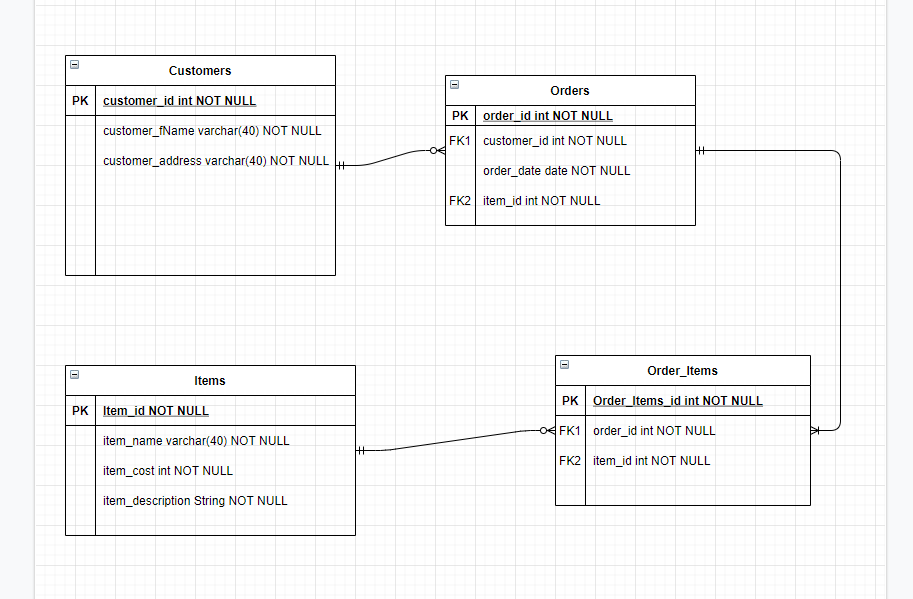 Customers
PK customer_id int NOT NULL
customer_fName varchar(40) NOT NULL
customer_address varchar(40) NOT NULL
Orders
PK order_id int NOT NULL
FK1 customer_id int NOT NULL
order_date date NOT NULL
FK2 item_id int NOT NULL
Items
PK Item_id NOT NULL
item_name varchar(40) NOT NULL
item_cost int NOT NULL
item_description String NOT NULL
Order_Items
PK Order_Items_id int NOT NULL
FK1 order_id int NOT NULL
FK2 item_id int NOT NULL